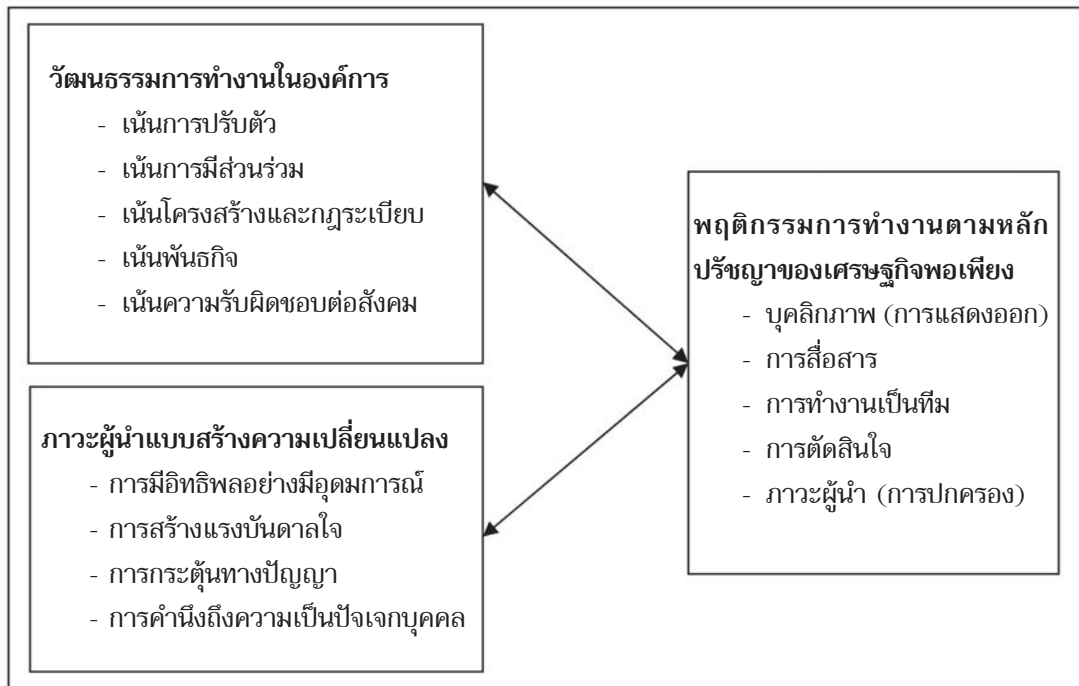 วัฒนธรรมการทำงานในองค์การ
- เน้นการปรับตัว
- เน้นการมีส่วนร่วม
- เน้นโครงสร้างและกฎระเบียบ
- เน้นพันธกิจ
- เน้นความรับผิดชอบต่อสังคม
ภาวะผู้นำแบบสร้างความเปลี่ยนแปลง
- การมีอิทธิพลอย่างมีอุดมการณ์
- การสร้างแรงบันดาลใจ
- การกระตุ้นทางปัญญา
- การคำนึงถึงความเป็นปัจเจกบุคคล
พฤติกรรมการทำงานตามหลัก
ปรัชญาของเศรษฐกิจพอเพียง
- บุคลิกภาพ (การแสดงออก)
- การสื่อสาร
- การทำงานเป็นทีม
- การตัดสินใจ
- ภาวะผู้นำ (การปกครอง)